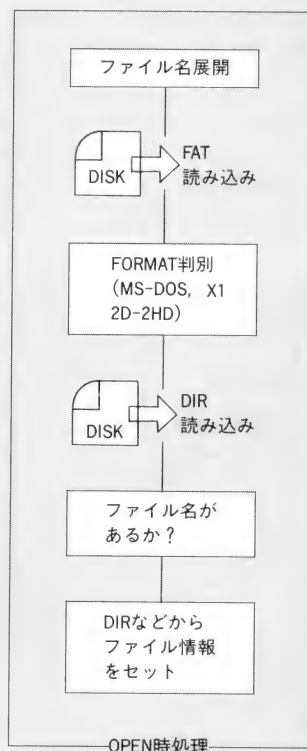 ファイル名展開
DISK
FAT
読み込み
FORMAT判別
(MS-DOS, X1
2D-2HD)
DISK
DIR
読み込み
ファイル名が
あるか？
DIRなどから
ファイル情報
をセット
OPEN時処理